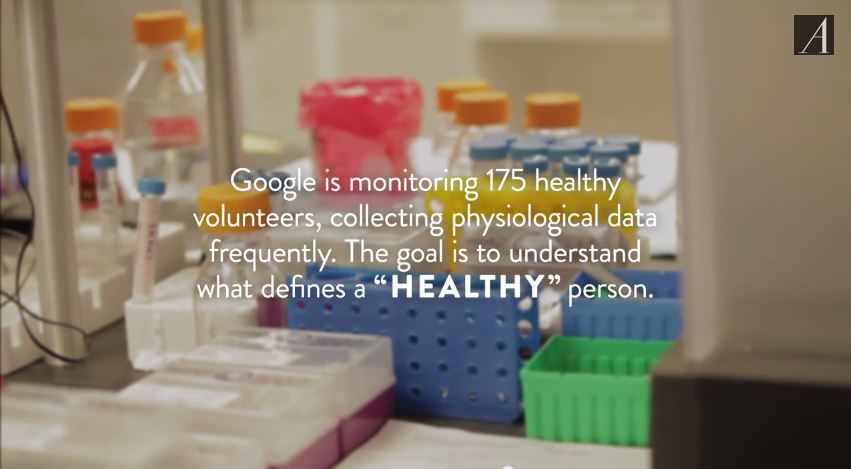 A
Google is monitoring 175 healthy
volunteers, collecting physiological data
frequently. The goal is to understand
what defines a “HEALTHY” person.